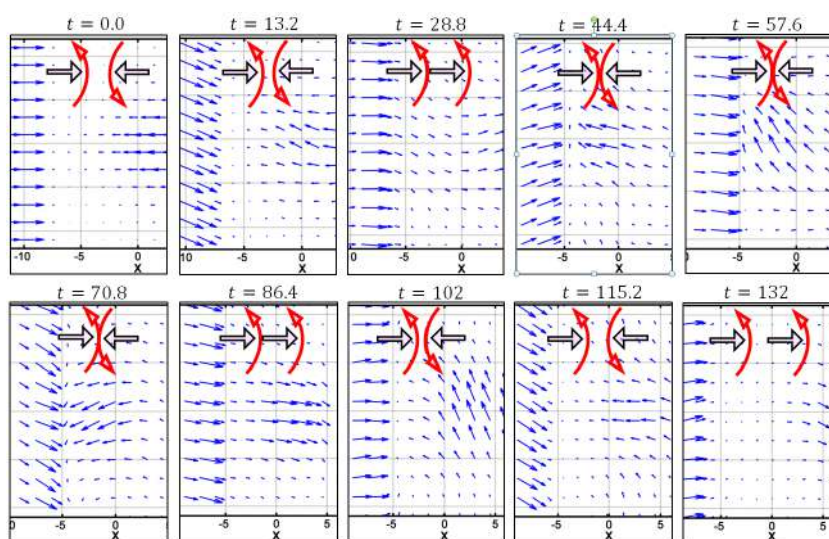 t = 0.0
t = 13.2
t = 28.8
t = 44.4
t = 57.6
-10 -5 0
X
-10 -5 0
X
-5 0
X
-5 0
X
-5 0
X
t = 70.8
t = 86.4
t = 102
t = 115.2
t = 132
0 -5 0
X
-5 0 5
X
0 -5 0 5
X
0 -5 0
X
-5 0 5
X